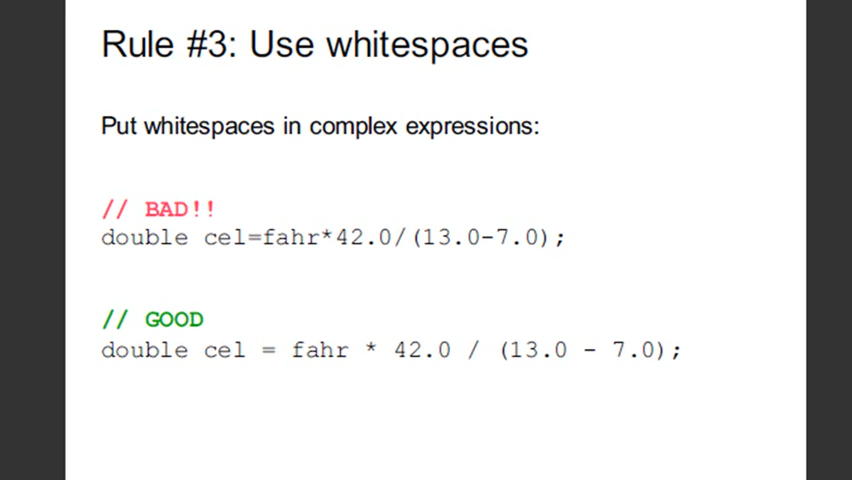 Rule #3: Use whitespaces
Put whitespaces in complex expressions:
// BAD!!
double cel=fahr*42.0/(13.0-7.0);
// GOOD
double cel = fahr * 42.0 / (13.0 - 7.0);